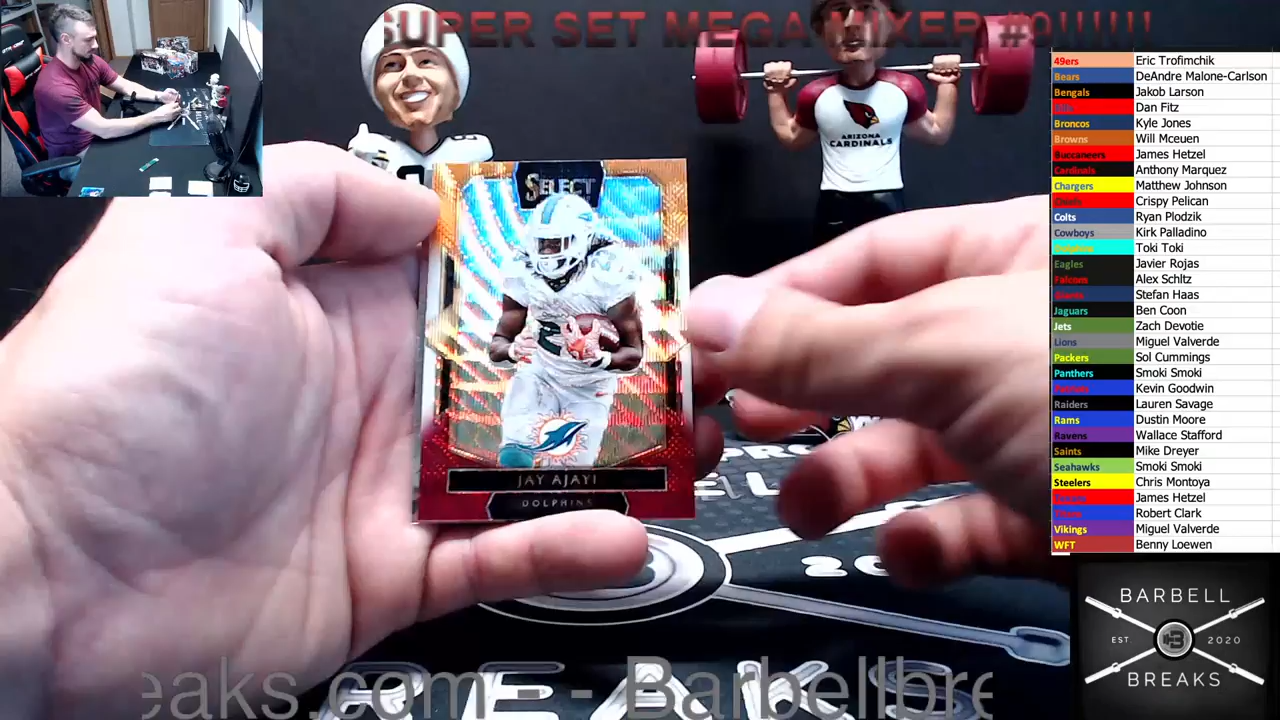 SUPER SET MEGA MIXER #9!!!!!!
ARIZONA
CARDINALS
SELECT
JAY AJAYI
DOLPHINS
49ers Eric Trofimchik
Bears DeAndre Malone-Carlson
Bengals Jakob Larson
Dan Fitz
Broncos Kyle Jones
Browns Will Mceuen
Buccaneers James Hetzel
Cardinals Anthony Marquez
Chargers Matthew Johnson
Chiefs Crispy Pelican
Colts Ryan Plodzik
Cowboys Kirk Palladino
Dolphins Toki Toki
Eagles Javier Rojas
Falcons Alex Schltz
Giants Stefan Haas
Jaguars Ben Coon
Jets Zach Devotie
Lions Miguel Valverde
Packers Sol Cummings
Panthers Smoki Smoki
Patriots Kevin Goodwin
Raiders Lauren Savage
Rams Dustin Moore
Ravens Wallace Stafford
Saints Mike Dreyer
Seahawks Smoki Smoki
Steelers Chris Montoya
Texans James Hetzel
Titans Robert Clark
Vikings Miguel Valverde
WFT Benny Loewen
20
BARBELL
EST. 2020
BREAKS
eaks.com - - Barbellbre